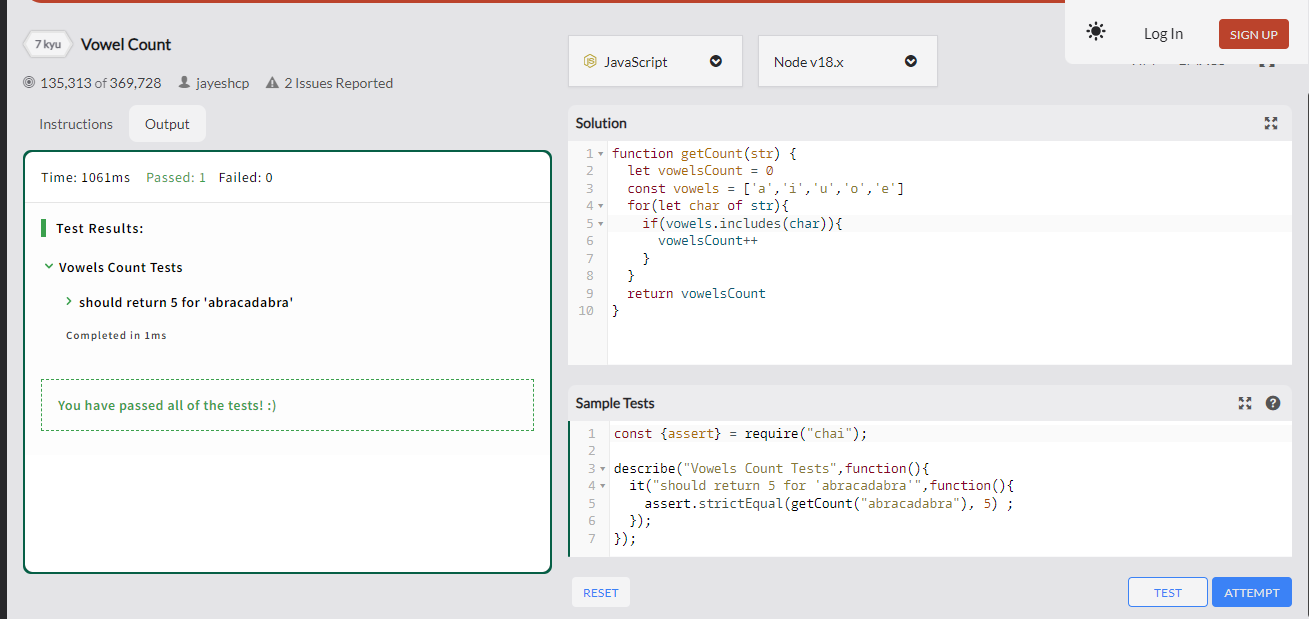 7 kyu Vowel Count
135,313 of 369,728 jayeshcp 2 Issues Reported
Instructions Output
Time: 1061ms Passed: 1 Failed: 0
Test Results:
Vowels Count Tests
should return 5 for 'abracadabra'
Completed in 1ms
You have passed all of the tests! :)
JavaScript Node v18.x
Log In SIGN UP
Solution
1 function getCount(str) {
2 let vowelsCount = 0
3 const vowels = ['a','i','u','o','e']
4 for(let char of str){
5 if(vowels.includes(char)){
6 vowelsCount++
7 }
8 }
9 return vowelsCount
10 }
Sample Tests
1 const {assert} = require("chai");
2
3 describe("Vowels Count Tests",function(){
4 it("should return 5 for 'abracadabra'",function(){
5 assert.strictEqual(getCount("abracadabra"), 5) ;
6 });
7 });
RESET TEST ATTEMPT